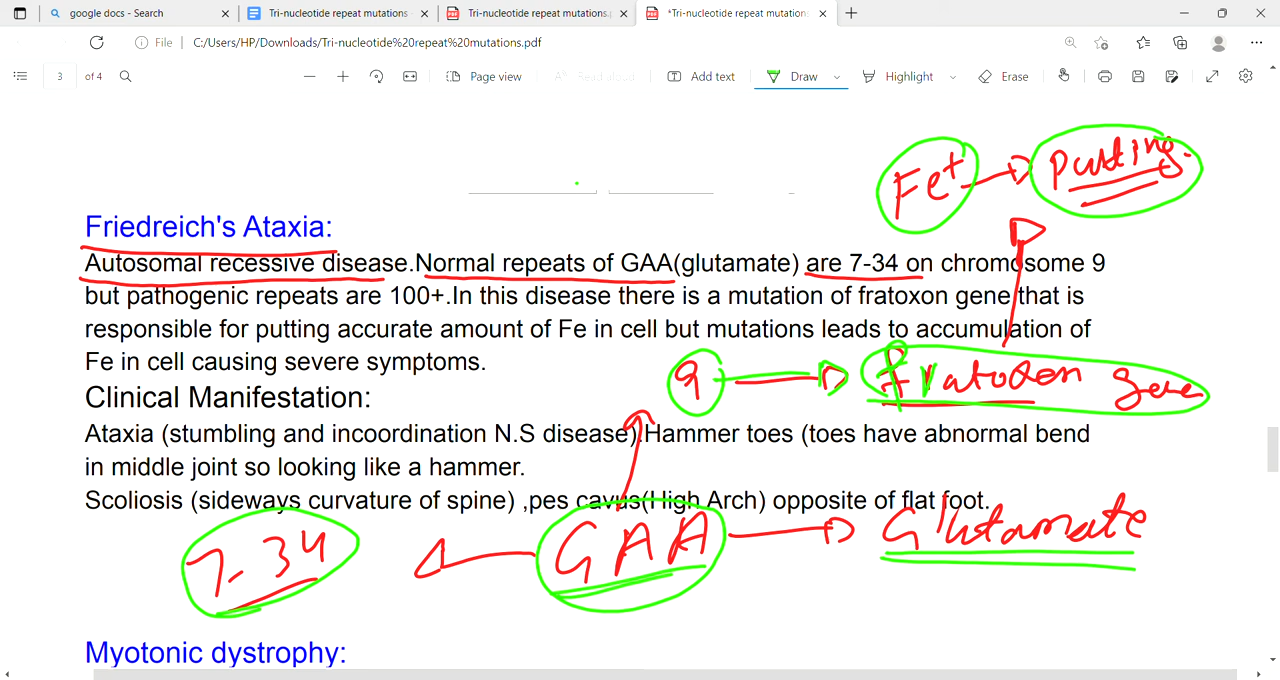 google docs - Search
Tri-nucleotide repeat mutations
Tri-nucleotide repeat mutations.p
*Tri-nucleotide repeat mutations
File C:/Users/HP/Downloads/Tri-nucleotide%20repeat%20mutations.pdf
3 of 4 Page view Read aloud Add text Draw Highlight Erase
Fe+ putting.
Friedreich's Ataxia:
Autosomal recessive disease.Normal repeats of GAA(glutamate) are 7-34 on chromosome 9
but pathogenic repeats are 100+.In this disease there is a mutation of fratoxon gene that is
responsible for putting accurate amount of Fe in cell but mutations leads to accumulation of
Fe in cell causing severe symptoms.
9 fratoxon gene
Clinical Manifestation:
Ataxia (stumbling and incoordination N.S disease).Hammer toes (toes have abnormal bend
in middle joint so looking like a hammer.
Scoliosis (sideways curvature of spine) ,pes cavus(High Arch) opposite of flat foot.
7-34 GAA Glutamate
Myotonic dystrophy: